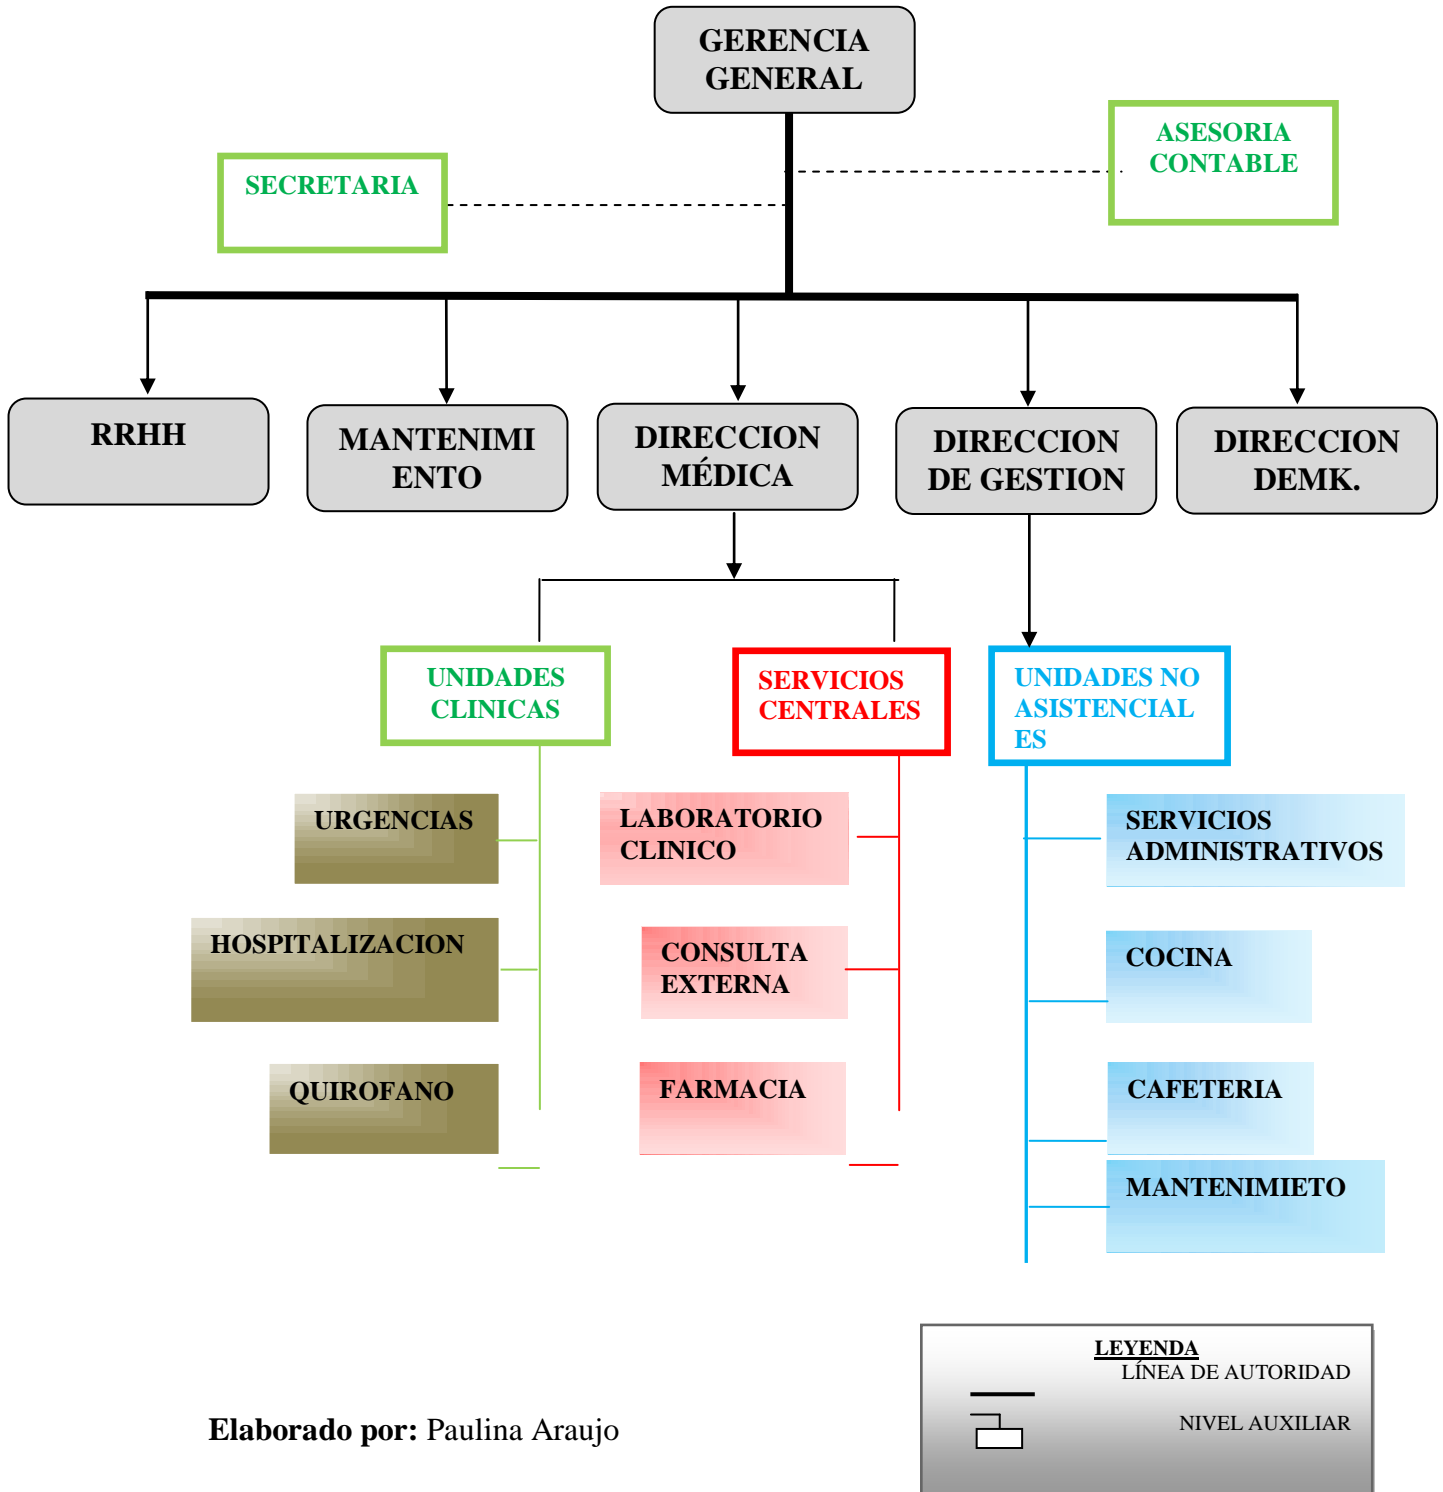 GERENCIA
GENERAL
ASESORIA
CONTABLE
SECRETARIA
RRHH
MANTENIMI
ENTO
DIRECCION
MÉDICA
DIRECCION
DE GESTION
DIRECCION
DEMK.
UNIDADES
CLINICAS
SERVICIOS
CENTRALES
UNIDADES NO
ASISTENCIAL
ES
URGENCIAS
HOSPITALIZACION
QUIROFANO
LABORATORIO
CLINICO
CONSULTA
EXTERNA
FARMACIA
SERVICIOS
ADMINISTRATIVOS
COCINA
CAFETERIA
MANTENIMIETO
LEYENDA
LÍNEA DE AUTORIDAD
NIVEL AUXILIAR
Elaborado por: Paulina Araujo